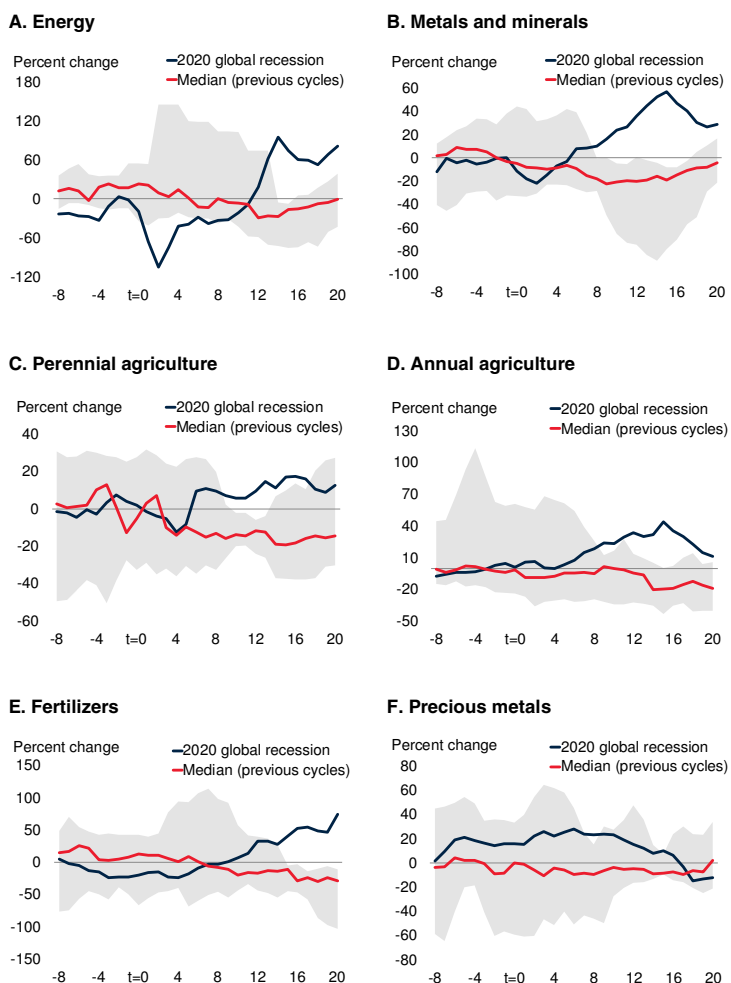 A. Energy
Percent change
2020 global recession
Median (previous cycles)
180
120
60
0
-60
-120
-8 -4 t=0 4 8 12 16 20
B. Metals and minerals
Percent change
2020 global recession
Median (previous cycles)
60
40
20
0
-20
-40
-60
-80
-100
-8 -4 t=0 4 8 12 16 20
C. Perennial agriculture
Percent change
2020 global recession
Median (previous cycles)
40
20
0
-20
-40
-60
-8 -4 t=0 4 8 12 16 20
D. Annual agriculture
Percent change
2020 global recession
Median (previous cycles)
130
100
70
40
10
-20
-50
-8 -4 t=0 4 8 12 16 20
E. Fertilizers
Percent change
2020 global recession
Median (previous cycles)
150
100
50
0
-50
-100
-150
-8 -4 t=0 4 8 12 16 20
F. Precious metals
Percent change
2020 global recession
Median (previous cycles)
80
60
40
20
0
-20
-40
-60
-80
-8 -4 t=0 4 8 12 16 20